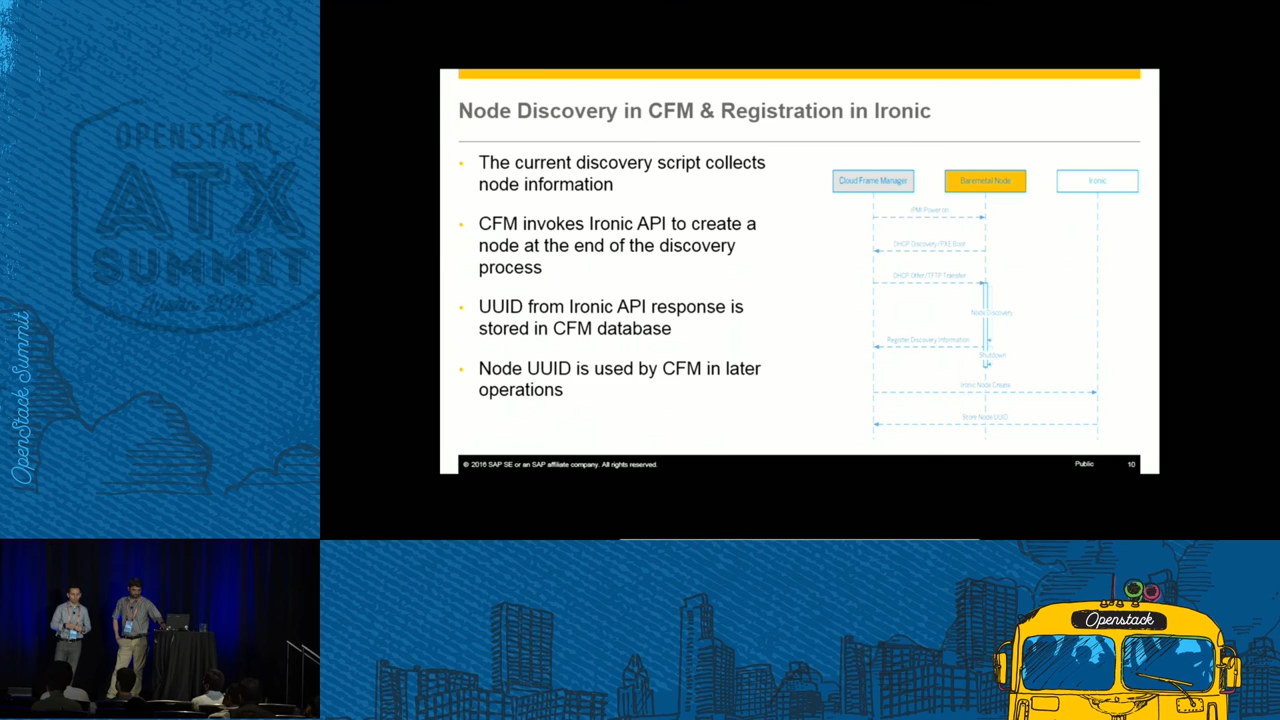 OPENSTACK
ATX
SUMMIT
OpenStack Summit
Node Discovery in CFM & Registration in Ironic
• The current discovery script collects
node information
• CFM invokes Ironic API to create a
node at the end of the discovery
process
• UUID from Ironic API response is
stored in CFM database
• Node UUID is used by CFM in later
operations
Cloud Frame Manager
Baremetal Node
Ironic
IPMI Power on
DHCP Discovery/PXE Boot
DHCP Offer/TFTP Transfer
Node Discovery
Register Discovery Information
Shutdown
Ironic Node Create
Store Node UUID
© 2016 SAP SE or an SAP affiliate company. All rights reserved.
Public
10
Openstack